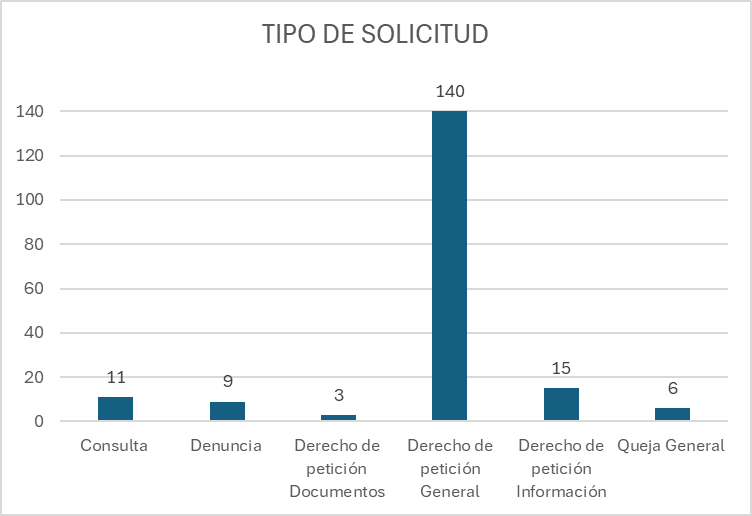 TIPO DE SOLICITUD
140
140
120
100
80
60
40
20
0
11
9
3
15
6
Consulta
Denuncia
Derecho de
petición
Documentos
Derecho de
petición
General
Derecho de
petición
Información
Queja General